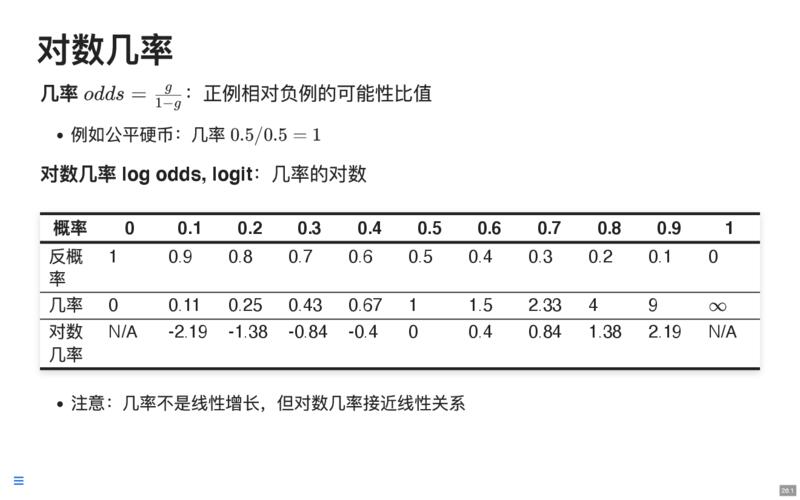 对数几率
几率 odds = g/(1−g)：正例相对负例的可能性比值
• 例如公平硬币：几率 0.5/0.5 = 1
对数几率 log odds, logit：几率的对数
概率 0 0.1 0.2 0.3 0.4 0.5 0.6 0.7 0.8 0.9 1
反概率 1 0.9 0.8 0.7 0.6 0.5 0.4 0.3 0.2 0.1 0
几率 0 0.11 0.25 0.43 0.67 1 1.5 2.33 4 9 ∞
对数几率 N/A -2.19 -1.38 -0.84 -0.4 0 0.4 0.84 1.38 2.19 N/A
• 注意：几率不是线性增长，但对数几率接近线性关系